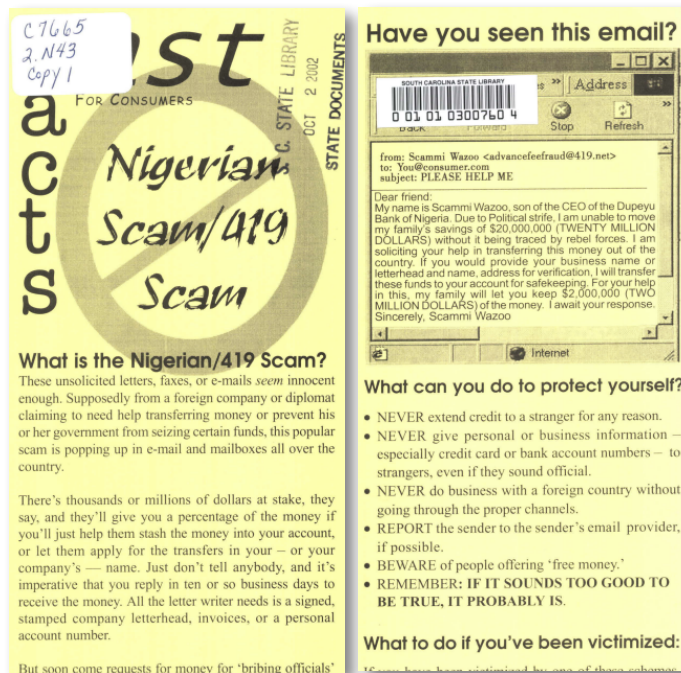 C7665
2.N43
Copy 1
Fast
FOR CONSUMERS
Facts
S.C. STATE LIBRARY
OCT 2 2002
STATE DOCUMENTS
Nigerian
Scam/419
Scam
What is the Nigerian/419 Scam?
These unsolicited letters, faxes, or e-mails seem innocent
enough. Supposedly from a foreign company or diplomat
claiming to need help transferring money or prevent his
or her government from seizing certain funds, this popular
scam is popping up in e-mail and mailboxes all over the
country.
There's thousands or millions of dollars at stake, they
say, and they'll give you a percentage of the money if
you'll just help them stash the money into your account,
or let them apply for the transfers in your – or your
company's — name. Just don't tell anybody, and it's
imperative that you reply in ten or so business days to
receive the money. All the letter writer needs is a signed,
stamped company letterhead, invoices, or a personal
account number.
But soon come requests for money for 'bribing officials'
Have you seen this email?
SOUTH CAROLINA STATE LIBRARY
0 01 01 0300760 4
Address
Back Forward Stop Refresh
from: Scammi Wazoo <advancefeefraud@419.net>
to: You@consumer.com
subject: PLEASE HELP ME
Dear friend:
My name is Scammi Wazoo, son of the CEO of the Dupeyu
Bank of Nigeria. Due to Political strife, I am unable to move
my family's savings of $20,000,000 (TWENTY MILLION
DOLLARS) without it being traced by rebel forces. I am
soliciting your help in transferring this money out of the
country. If you would provide your business name or
letterhead and name, address for verification, I will transfer
these funds to your account for safekeeping. For your help
in this, my family will let you keep $2,000,000 (TWO
MILLION DOLLARS) of the money. I await your response.
Sincerely, Scammi Wazoo
Internet
What can you do to protect yourself?
• NEVER extend credit to a stranger for any reason.
• NEVER give personal or business information –
especially credit card or bank account numbers – to
strangers, even if they sound official.
• NEVER do business with a foreign country without
going through the proper channels.
• REPORT the sender to the sender's email provider,
if possible.
• BEWARE of people offering 'free money.'
• REMEMBER: IF IT SOUNDS TOO GOOD TO
BE TRUE, IT PROBABLY IS.
What to do if you've been victimized:
If you have been victimized by one of these schemes,